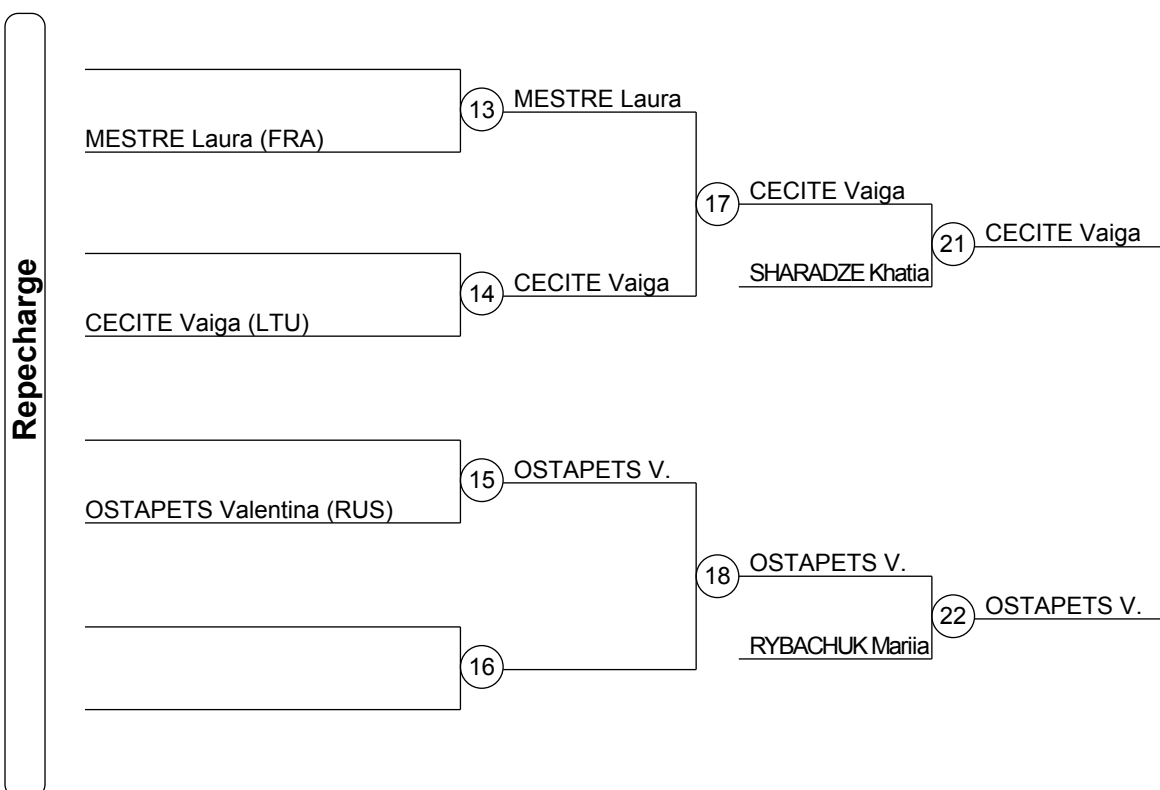 Repechage
13
MESTRE Laura
MESTRE Laura (FRA)
17
CECITE Vaiga
21
CECITE Vaiga
SHARADZE Khatia
14
CECITE Vaiga
CECITE Vaiga (LTU)
15
OSTAPETS V.
OSTAPETS Valentina (RUS)
18
OSTAPETS V.
22
OSTAPETS V.
RYBACHUK Mariia
16